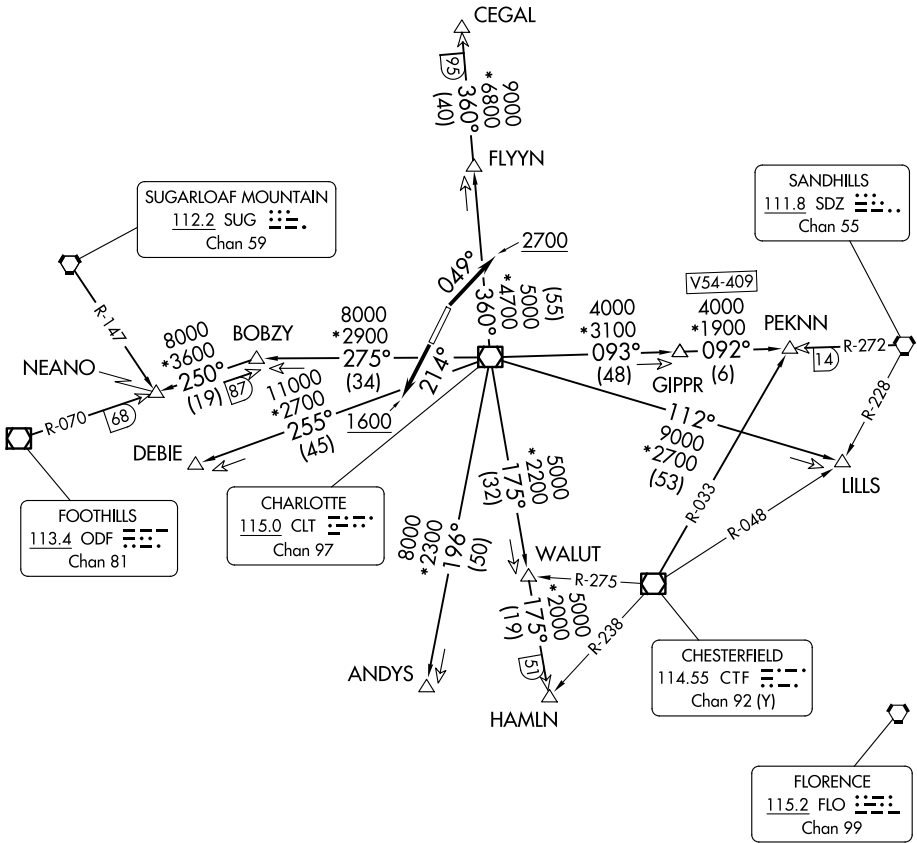 CEGAL
95
360°
(40)
9000
*6800
FLYYN
SUGARLOAF MOUNTAIN
112.2 SUG
Chan 59
SANDHILLS
111.8 SDZ
Chan 55
049°
2700
360°
*4700
5000
(55)
R-147
V54-409
8000
*3600
250°
(19)
BOBZY
8000
*2900
275°
(34)
4000
*3100
093°
(48)
4000
*1900
092°
(6)
PEKNN
14
R-272
NEANO
87
GIPPR
214°
R-228
R-070
68
11000
*2700
255°
(45)
1600
112°
9000
*2700
(53)
DEBIE
LILLS
FOOTHILLS
113.4 ODF
Chan 81
CHARLOTTE
115.0 CLT
Chan 97
5000
*2200
175°
(32)
R-033
R-048
8000
*2300
196°
(50)
WALUT
R-275
5000
*2000
175°
(19)
R-238
51
ANDYS
HAMLN
CHESTERFIELD
114.55 CTF
Chan 92 (Y)
FLORENCE
115.2 FLO
Chan 99